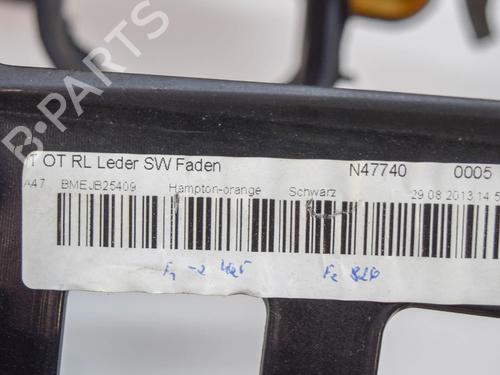 T OT RL Leder SW Faden N47740 0005
A47 BMEJB25409 Hampton-orange Schwarz 29 08 2013 14 5
B-PARTS